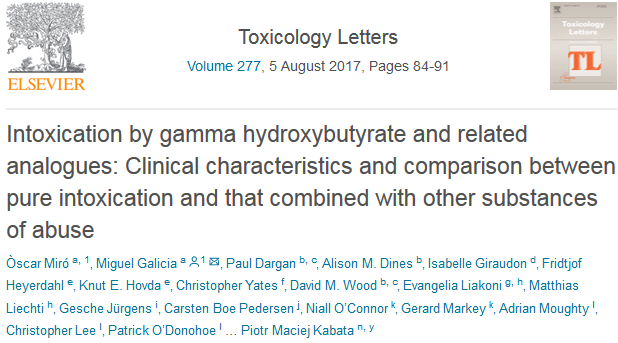 ELSEVIER
Toxicology Letters
Volume 277, 5 August 2017, Pages 84-91
Toxicology
Letters
TL
Intoxication by gamma hydroxybutyrate and related
analogues: Clinical characteristics and comparison between
pure intoxication and that combined with other substances
of abuse
Òscar Miró a, 1, Miguel Galicia a 1, Paul Dargan b, c, Alison M. Dines b, Isabelle Giraudon d, Fridtjof
Heyerdahl e, Knut E. Hovda e, Christopher Yates f, David M. Wood b, c, Evangelia Liakoni g, h, Matthias
Liechti h, Gesche Jürgens i, Carsten Boe Pedersen j, Niall O’Connor k, Gerard Markey k, Adrian Moughty l,
Christopher Lee l, Patrick O’Donohoe l … Piotr Maciej Kabata n, y